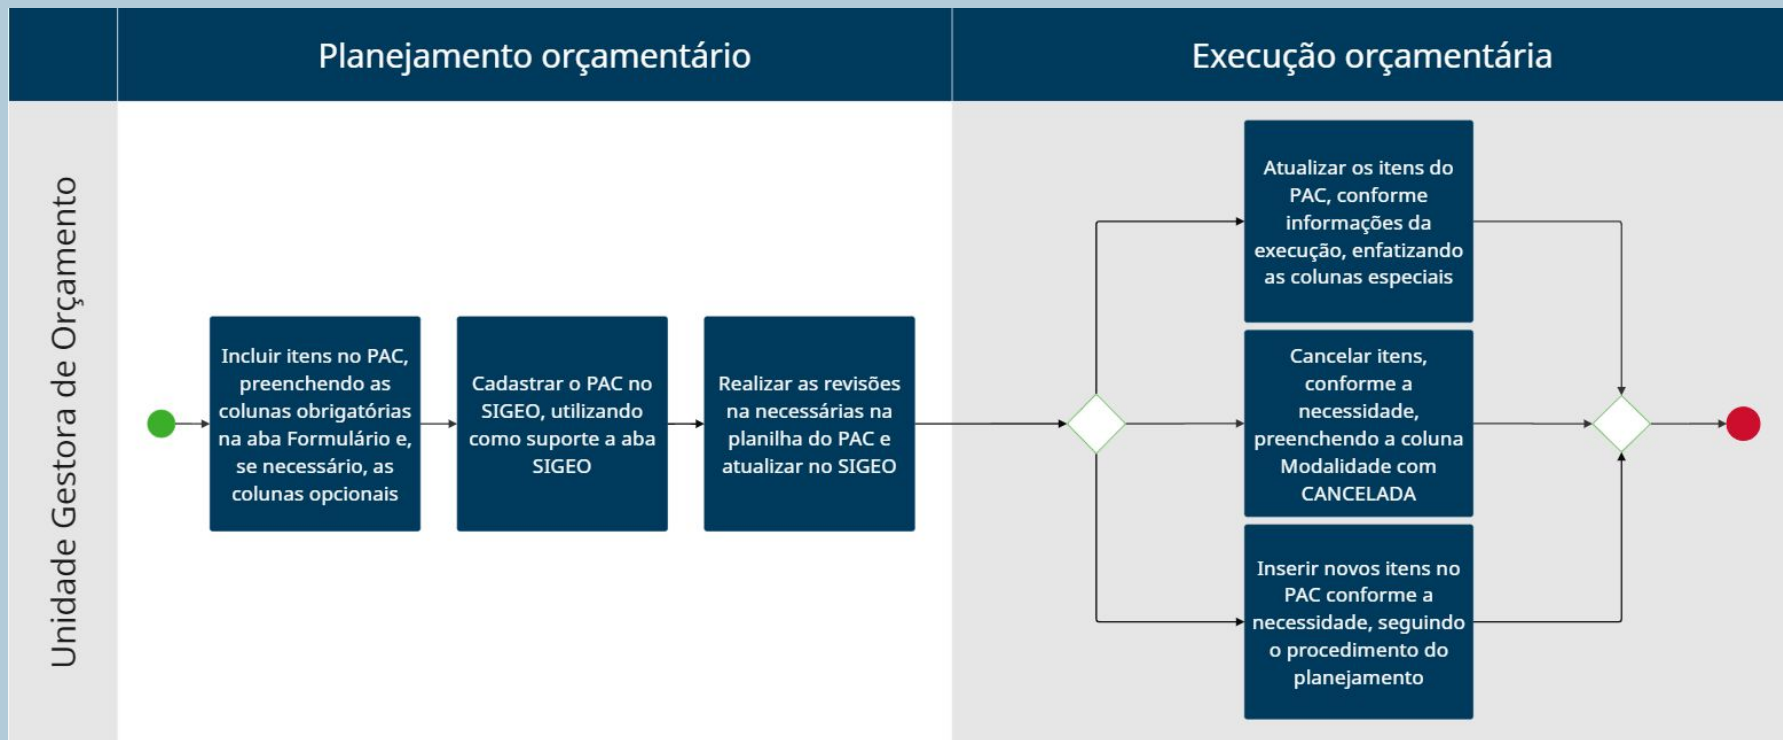 Planejamento orçamentário
Execução orçamentária
Unidade Gestora de Orçamento
Incluir itens no PAC,
preenchendo as
colunas obrigatórias
na aba Formulário e,
se necessário, as
colunas opcionais
Cadastrar o PAC no
SIGEO, utilizando
como suporte a aba
SIGEO
Realizar as revisões
na necessárias na
planilha do PAC e
atualizar no SIGEO
Atualizar os itens do
PAC, conforme
informações da
execução, enfatizando
as colunas especiais
Cancelar itens,
conforme a
necessidade,
preenchendo a coluna
Modalidade com
CANCELADA
Inserir novos itens no
PAC conforme a
necessidade, seguindo
o procedimento do
planejamento